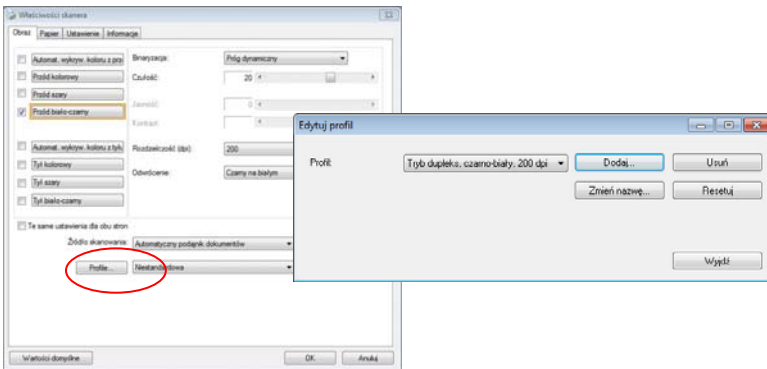 Właściwości skanera
Obraz Papier Ustawienie Informacje
Automat. wykryw. koloru z prz
Binaryzacja: Próg dynamiczny
Przód kolorowy
Czułość: 20
Przód szary
Przód biało-czarny
Jasność: 0
Kontrast:
Automat. wykryw. koloru z tyłu
Rozdzielczość (dpi): 200
Tył kolorowy
Odwrócenie: Czarny na białym
Tył szary
Tył biało-czarny
Te same ustawienia dla obu stron
Źródło skanowania: Automatyczny podajnik dokumentów
Profile... Niestandardowa
Wartości domyślne OK Anuluj
Edytuj profil
Profil: Tryb dupleks, czarno-biały, 200 dpi Dodaj... Usuń
Zmień nazwę... Resetuj
Wyjdź